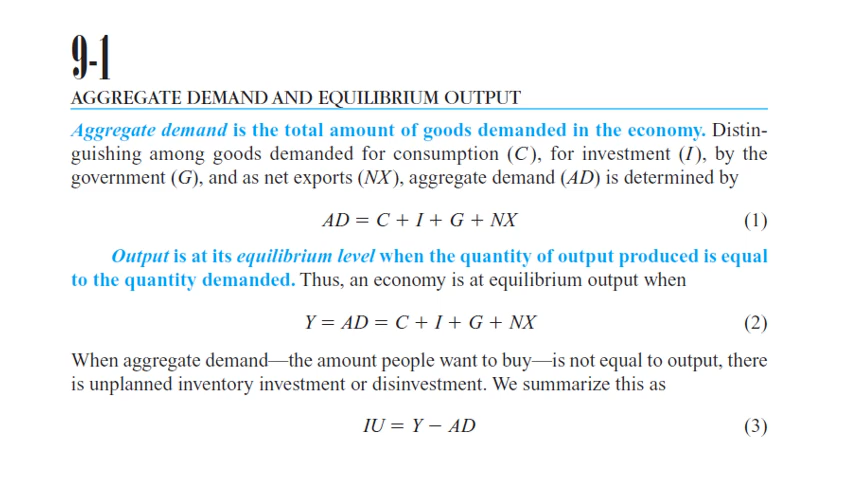 9-1
AGGREGATE DEMAND AND EQUILIBRIUM OUTPUT
Aggregate demand is the total amount of goods demanded in the economy. Distin-
guishing among goods demanded for consumption (C), for investment (I), by the
government (G), and as net exports (NX), aggregate demand (AD) is determined by
AD = C + I + G + NX (1)
Output is at its equilibrium level when the quantity of output produced is equal
to the quantity demanded. Thus, an economy is at equilibrium output when
Y = AD = C + I + G + NX (2)
When aggregate demand—the amount people want to buy—is not equal to output, there
is unplanned inventory investment or disinvestment. We summarize this as
IU = Y − AD (3)